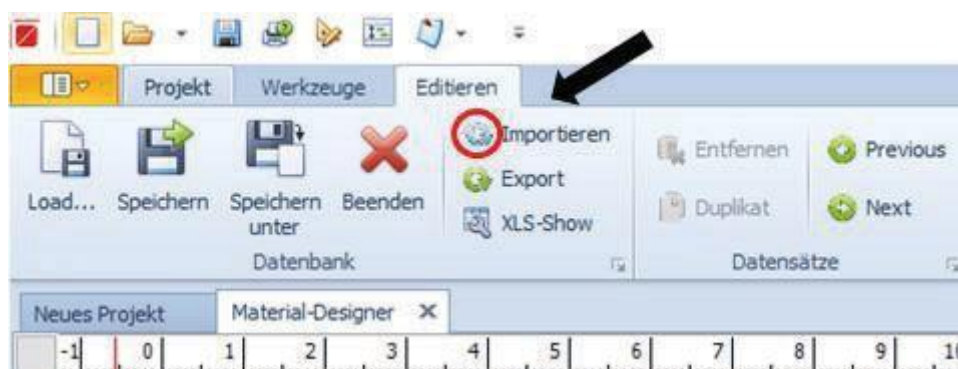 Projekt Werkzeuge Editieren
Load... Speichern Speichern unter Beenden Importieren Export XLS-Show
Entfernen Duplikat Previous Next
Datenbank Datensätze
Neues Projekt Material-Designer
-1 0 1 2 3 4 5 6 7 8 9 10